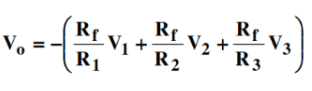 V₀ = -(R_f/R₁ V₁ + R_f/R₂ V₂ + R_f/R₃ V₃)